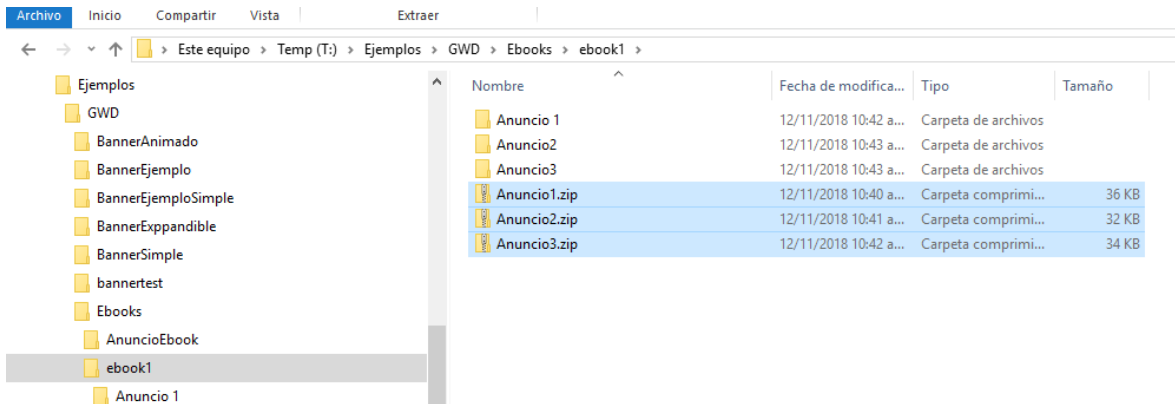 Archivo Inicio Compartir Vista Extraer
Este equipo > Temp (T:) > Ejemplos > GWD > Ebooks > ebook1 >
Ejemplos
GWD
BannerAnimado
BannerEjemplo
BannerEjemploSimple
BannerExppandible
BannerSimple
bannertest
Ebooks
AnuncioEbook
ebook1
Anuncio 1
Nombre Fecha de modifica... Tipo Tamaño
Anuncio 1 12/11/2018 10:42 a... Carpeta de archivos
Anuncio2 12/11/2018 10:43 a... Carpeta de archivos
Anuncio3 12/11/2018 10:43 a... Carpeta de archivos
Anuncio1.zip 12/11/2018 10:40 a... Carpeta comprimi... 36 KB
Anuncio2.zip 12/11/2018 10:41 a... Carpeta comprimi... 32 KB
Anuncio3.zip 12/11/2018 10:42 a... Carpeta comprimi... 34 KB